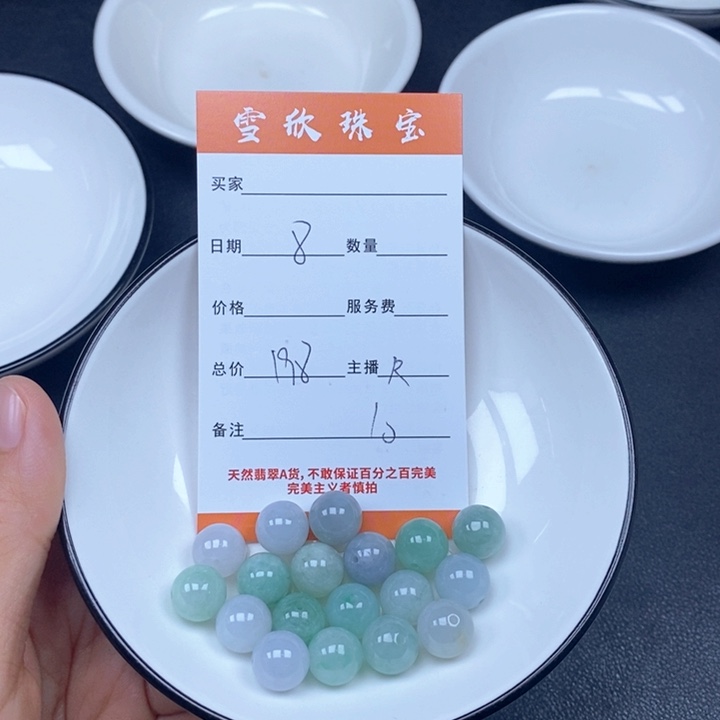 雪欣珠宝
买家
日期 8 数量
价格 服务费
总价 198 主播 R
备注
天然翡翠A货,不敢保证百分之百完美
完美主义者慎拍